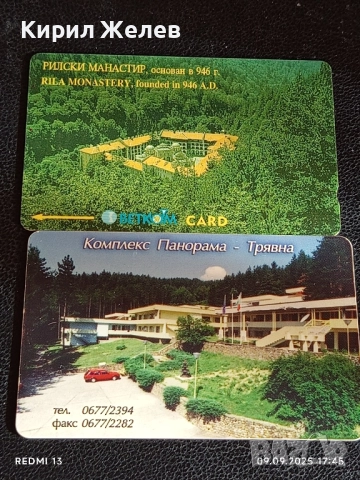 Кирил Желев
РИЛСКИ МАНАСТИР, основан в 946 г.
RILA MONASTERY, founded in 946 A.D.
BETKOM CARD
Комплекс Панорама - Трявна
тел. 0677/2394
факс 0677/2282
REDMI 13
09.09.2025 17:45